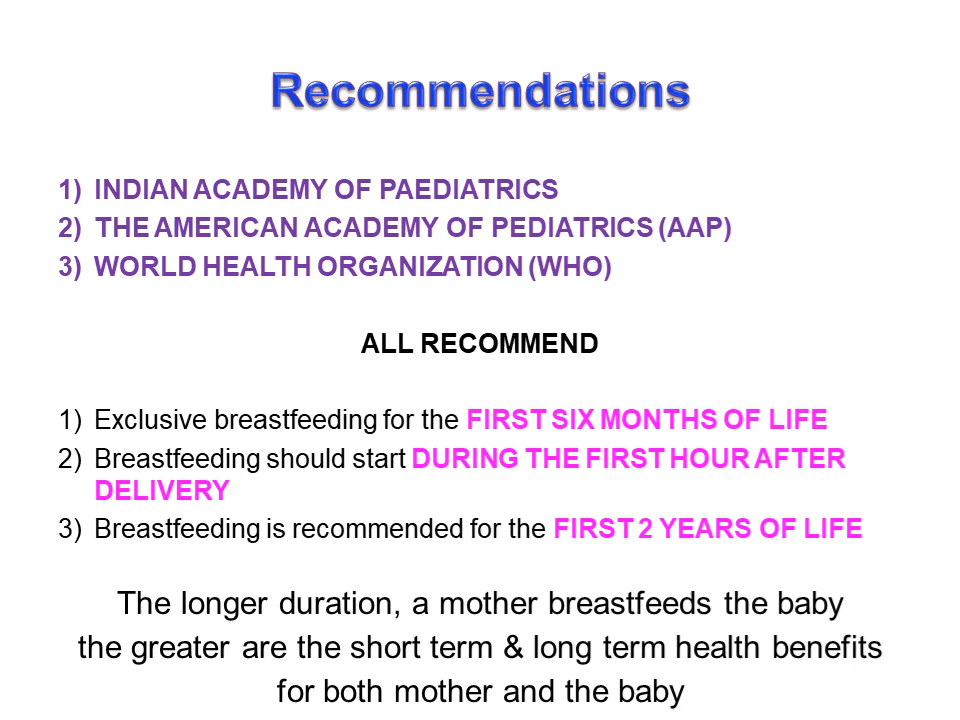 Recommendations
1) INDIAN ACADEMY OF PAEDIATRICS
2) THE AMERICAN ACADEMY OF PEDIATRICS (AAP)
3) WORLD HEALTH ORGANIZATION (WHO)
ALL RECOMMEND
1) Exclusive breastfeeding for the FIRST SIX MONTHS OF LIFE
2) Breastfeeding should start DURING THE FIRST HOUR AFTER
DELIVERY
3) Breastfeeding is recommended for the FIRST 2 YEARS OF LIFE
The longer duration, a mother breastfeeds the baby
the greater are the short term & long term health benefits
for both mother and the baby